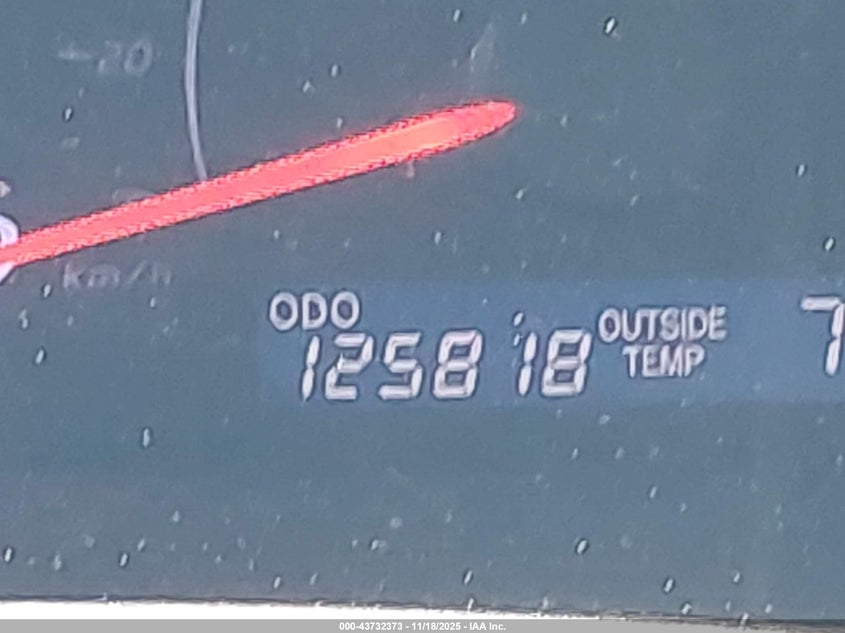 20
km/h
ODO
125818
OUTSIDE
TEMP
7
000-43732373 - 11/18/2025 - IAA Inc.